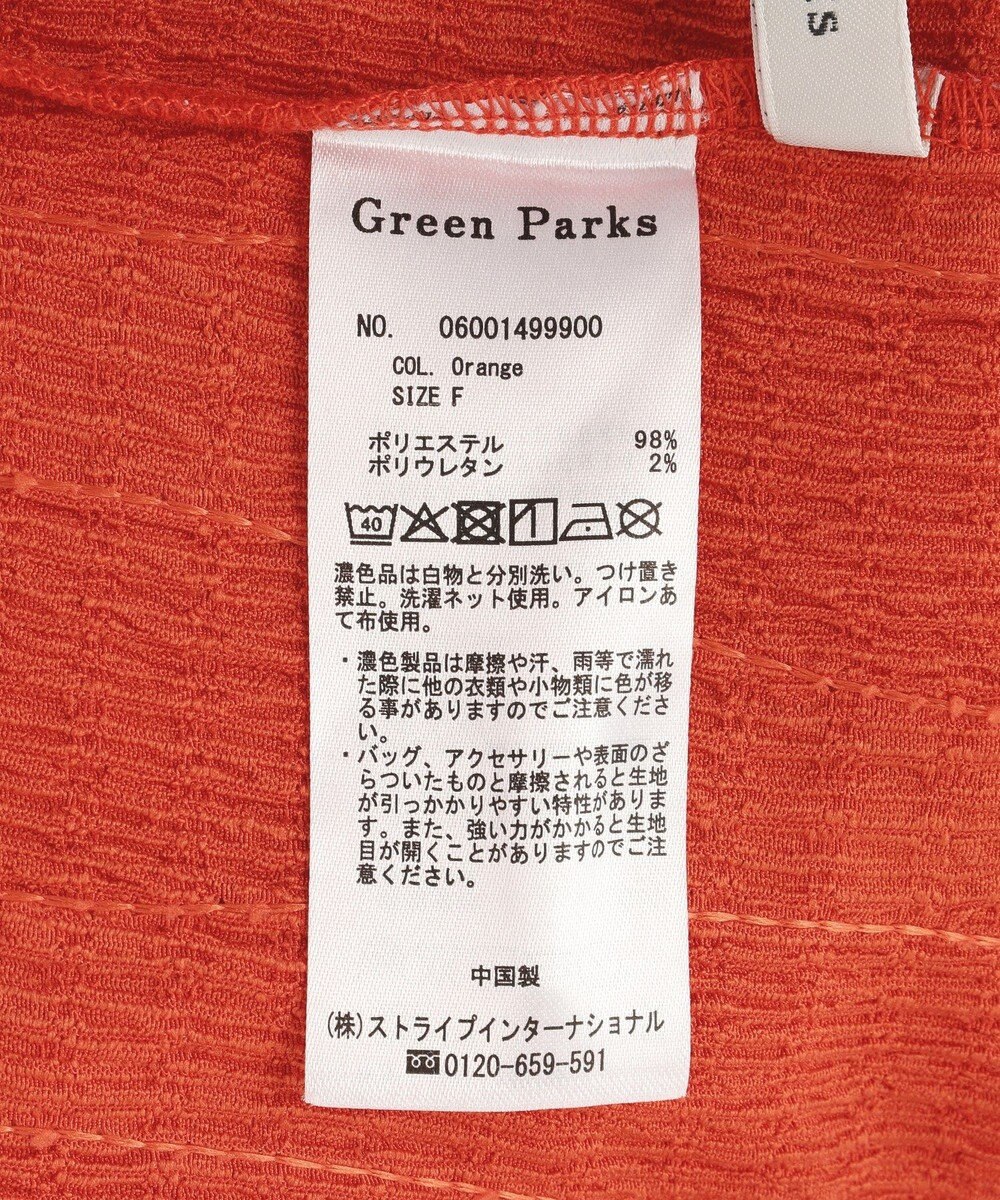 LS
Green Parks
NO. 06001499900
COL. Orange
SIZE F
ポリエステル 98%
ポリウレタン 2%
40
濃色品は白物と分別洗い。つけ置き
禁止。洗濯ネット使用。アイロンあ
て布使用。
・濃色製品は摩擦や汗、雨等で濡れ
た際に他の衣類や小物類に色が移
る事がありますのでご注意くださ
い。
・バッグ、アクセサリーや表面のざ
らついたものと摩擦されると生地
が引っかかりやすい特性がありま
す。また、強い力がかかると生地
目が開くことがありますのでご注
意ください。
中国製
(株)ストライプインターナショナル
0120-659-591